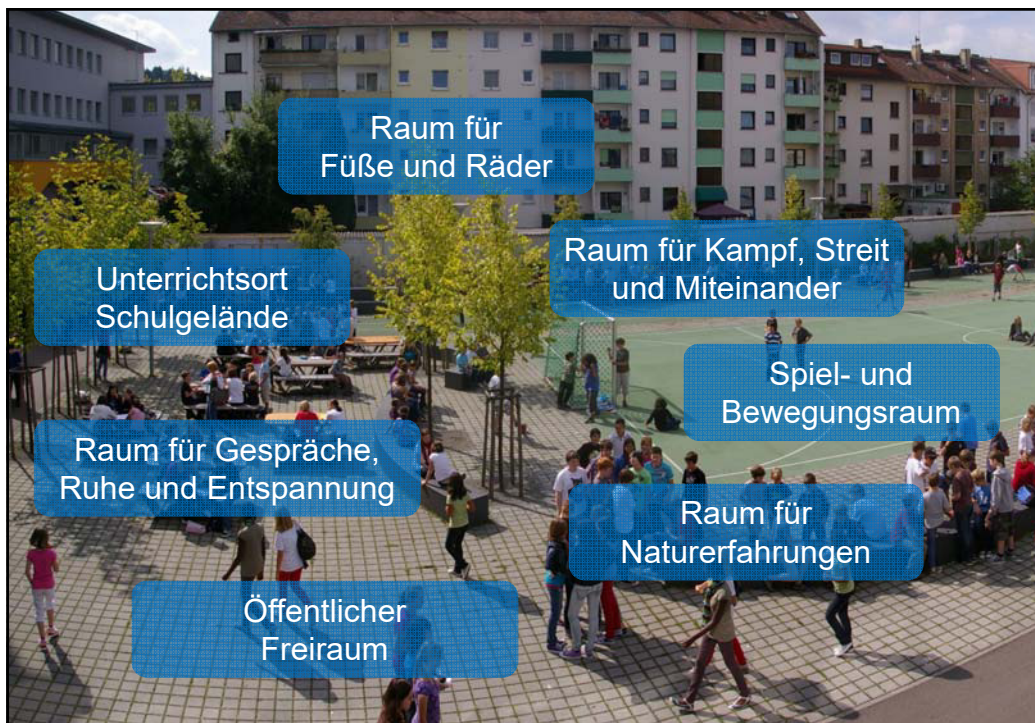 Raum für
Füße und Räder
Raum für Kampf, Streit
und Miteinander
Unterrichtsort
Schulgelände
Spiel- und
Bewegungsraum
Raum für Gespräche,
Ruhe und Entspannung
Raum für
Naturerfahrungen
Öffentlicher
Freiraum